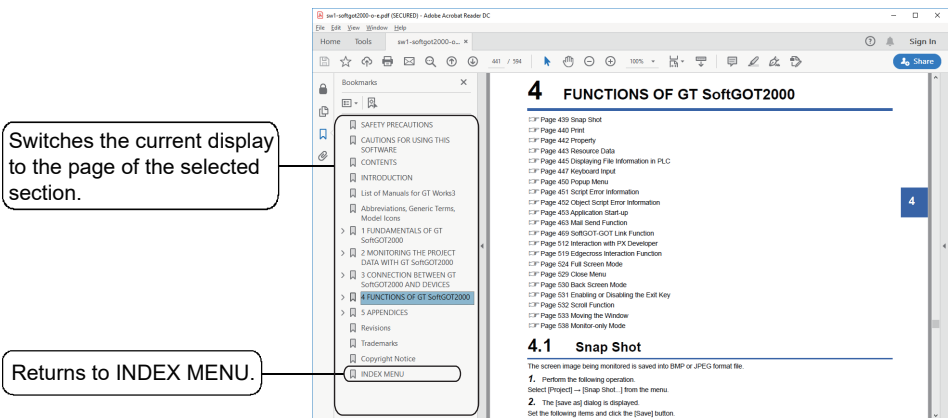 sw1-softgot2000-o-e.pdf (SECURED) - Adobe Acrobat Reader DC
File Edit View Window Help
Home Tools sw1-softgot2000-o... ×
Sign In
441 / 594
100%
Share
Bookmarks ×
SAFETY PRECAUTIONS
CAUTIONS FOR USING THIS
SOFTWARE
CONTENTS
INTRODUCTION
List of Manuals for GT Works3
Abbreviations, Generic Terms,
Model Icons
1 FUNDAMENTALS OF GT
SoftGOT2000
2 MONITORING THE PROJECT
DATA WITH GT SoftGOT2000
3 CONNECTION BETWEEN GT
SoftGOT2000 AND DEVICES
4 FUNCTIONS OF GT SoftGOT2000
5 APPENDICES
Revisions
Trademarks
Copyright Notice
INDEX MENU
Switches the current display
to the page of the selected
section.
Returns to INDEX MENU.
4 FUNCTIONS OF GT SoftGOT2000
Page 439 Snap Shot
Page 440 Print
Page 442 Property
Page 443 Resource Data
Page 445 Displaying File Information in PLC
Page 447 Keyboard Input
Page 450 Popup Menu
Page 451 Script Error Information
Page 452 Object Script Error Information
Page 453 Application Start-up
Page 463 Mail Send Function
Page 469 SoftGOT-GOT Link Function
Page 512 Interaction with PX Developer
Page 519 Edgecross Interaction Function
Page 524 Full Screen Mode
Page 529 Close Menu
Page 530 Back Screen Mode
Page 531 Enabling or Disabling the Exit Key
Page 532 Scroll Function
Page 533 Moving the Window
Page 538 Monitor-only Mode
4
4.1 Snap Shot
The screen image being monitored is saved into BMP or JPEG format file.
1. Perform the following operation.
Select [Project] → [Snap Shot...] from the menu.
2. The [save as] dialog is displayed.
Set the following items and click the [Save] button.